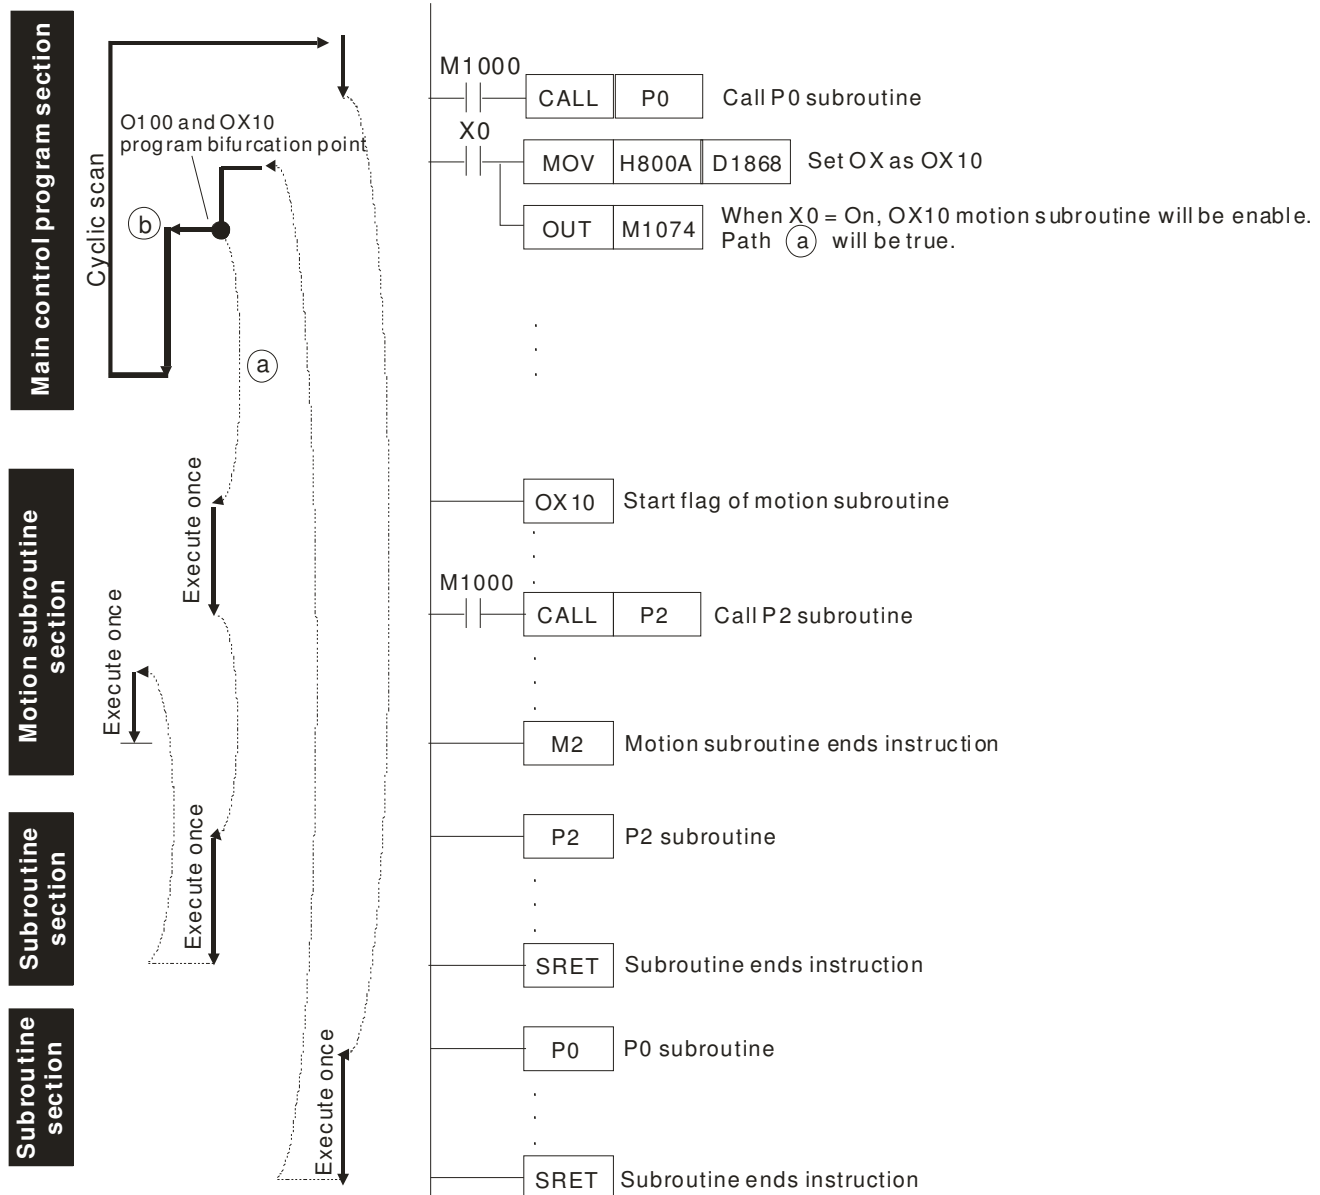 Main control program section
Cyclic scan
O100 and OX10
program bifurcation point
b
a
M1000
CALL P0 Call P0 subroutine
X0
MOV H800A D1868 Set OX as OX10
OUT M1074 When X0 = On, OX10 motion subroutine will be enable.
Path a will be true.
Motion subroutine
section
Execute once
Execute once
OX10 Start flag of motion subroutine
M1000
CALL P2 Call P2 subroutine
M2 Motion subroutine ends instruction
Subroutine
section
Execute once
P2 P2 subroutine
SRET Subroutine ends instruction
Subroutine
section
Execute once
P0 P0 subroutine
SRET Subroutine ends instruction